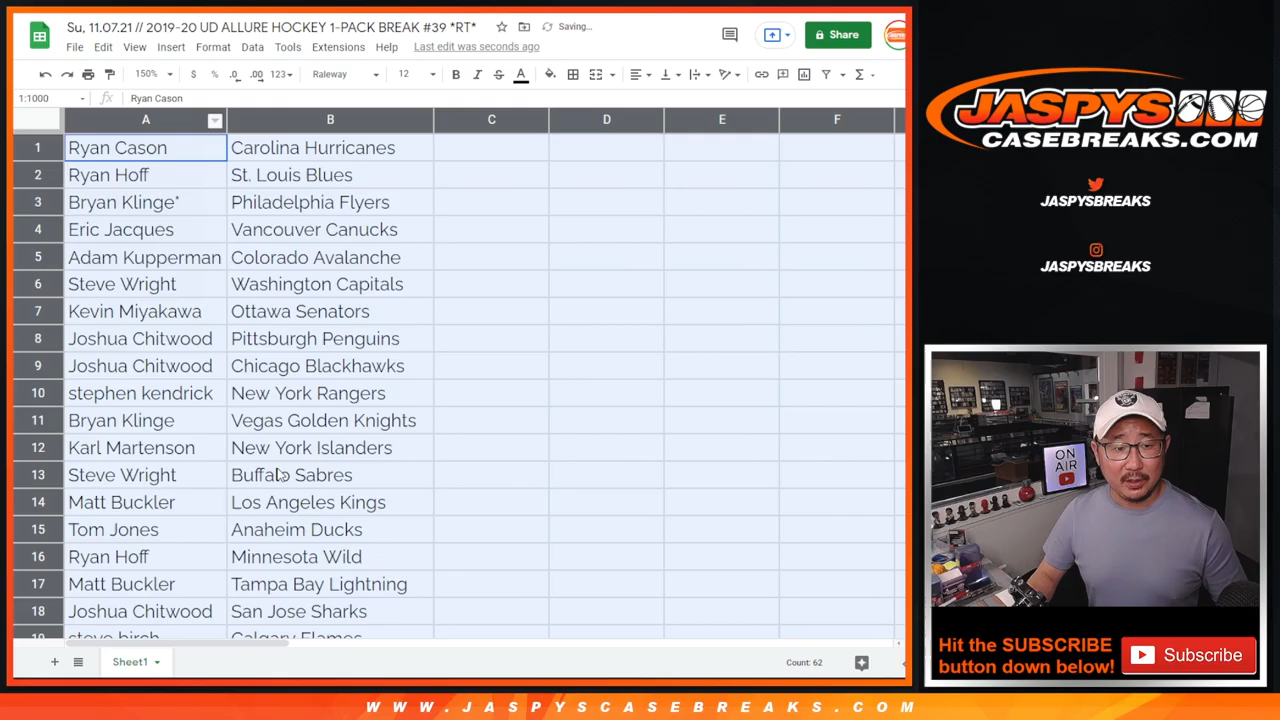 Su, 11.07.21 // 2019-20 UD ALLURE HOCKEY 1-PACK BREAK #39 *RT*
Saving...
Share
File Edit View Insert Format Data Tools Extensions Help Last edit was seconds ago
150% $ % .0 .00 123 Raleway 12 B I S A
1:1000 fx Ryan Cason
A B C D E F
1 Ryan Cason Carolina Hurricanes
2 Ryan Hoff St. Louis Blues
3 Bryan Klinge* Philadelphia Flyers
4 Eric Jacques Vancouver Canucks
5 Adam Kupperman Colorado Avalanche
6 Steve Wright Washington Capitals
7 Kevin Miyakawa Ottawa Senators
8 Joshua Chitwood Pittsburgh Penguins
9 Joshua Chitwood Chicago Blackhawks
10 stephen kendrick New York Rangers
11 Bryan Klinge Vegas Golden Knights
12 Karl Martenson New York Islanders
13 Steve Wright Buffalo Sabres
14 Matt Buckler Los Angeles Kings
15 Tom Jones Anaheim Ducks
16 Ryan Hoff Minnesota Wild
17 Matt Buckler Tampa Bay Lightning
18 Joshua Chitwood San Jose Sharks
19 steve birch Calgary Flames
Sheet1
Count: 62
JASPYS
CASEBREAKS.COM
JASPYSBREAKS
JASPYSBREAKS
ON
AIR
Hit the SUBSCRIBE
button down below!
Subscribe
WWW.JASPYSCASEBREAKS.COM